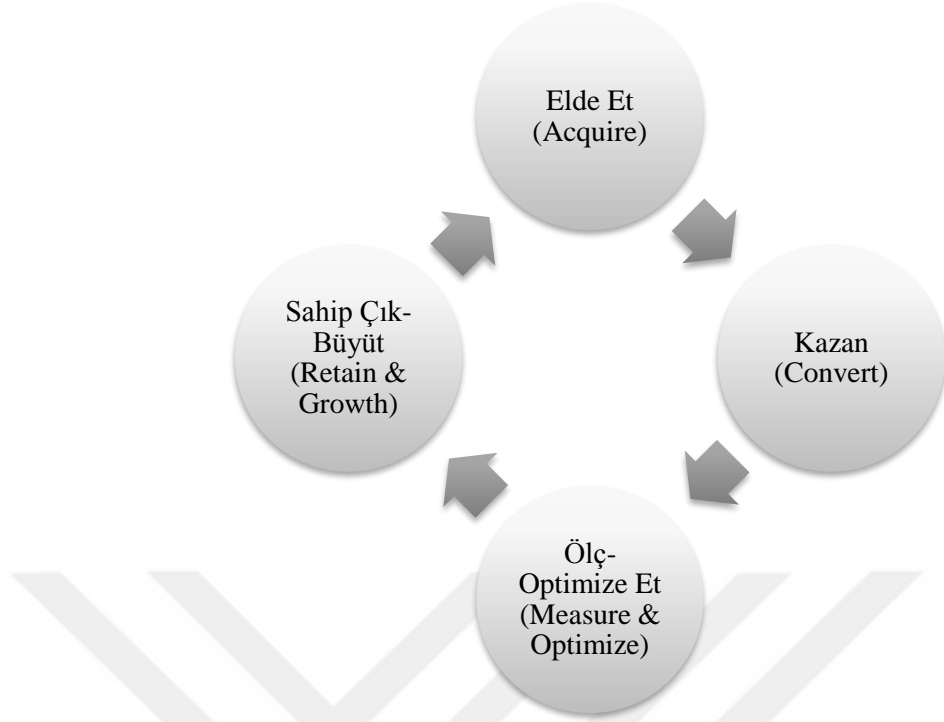 Elde Et
(Acquire)
Kazan
(Convert)
Ölç-
Optimize Et
(Measure &
Optimize)
Sahip Çık-
Büyüt
(Retain &
Growth)